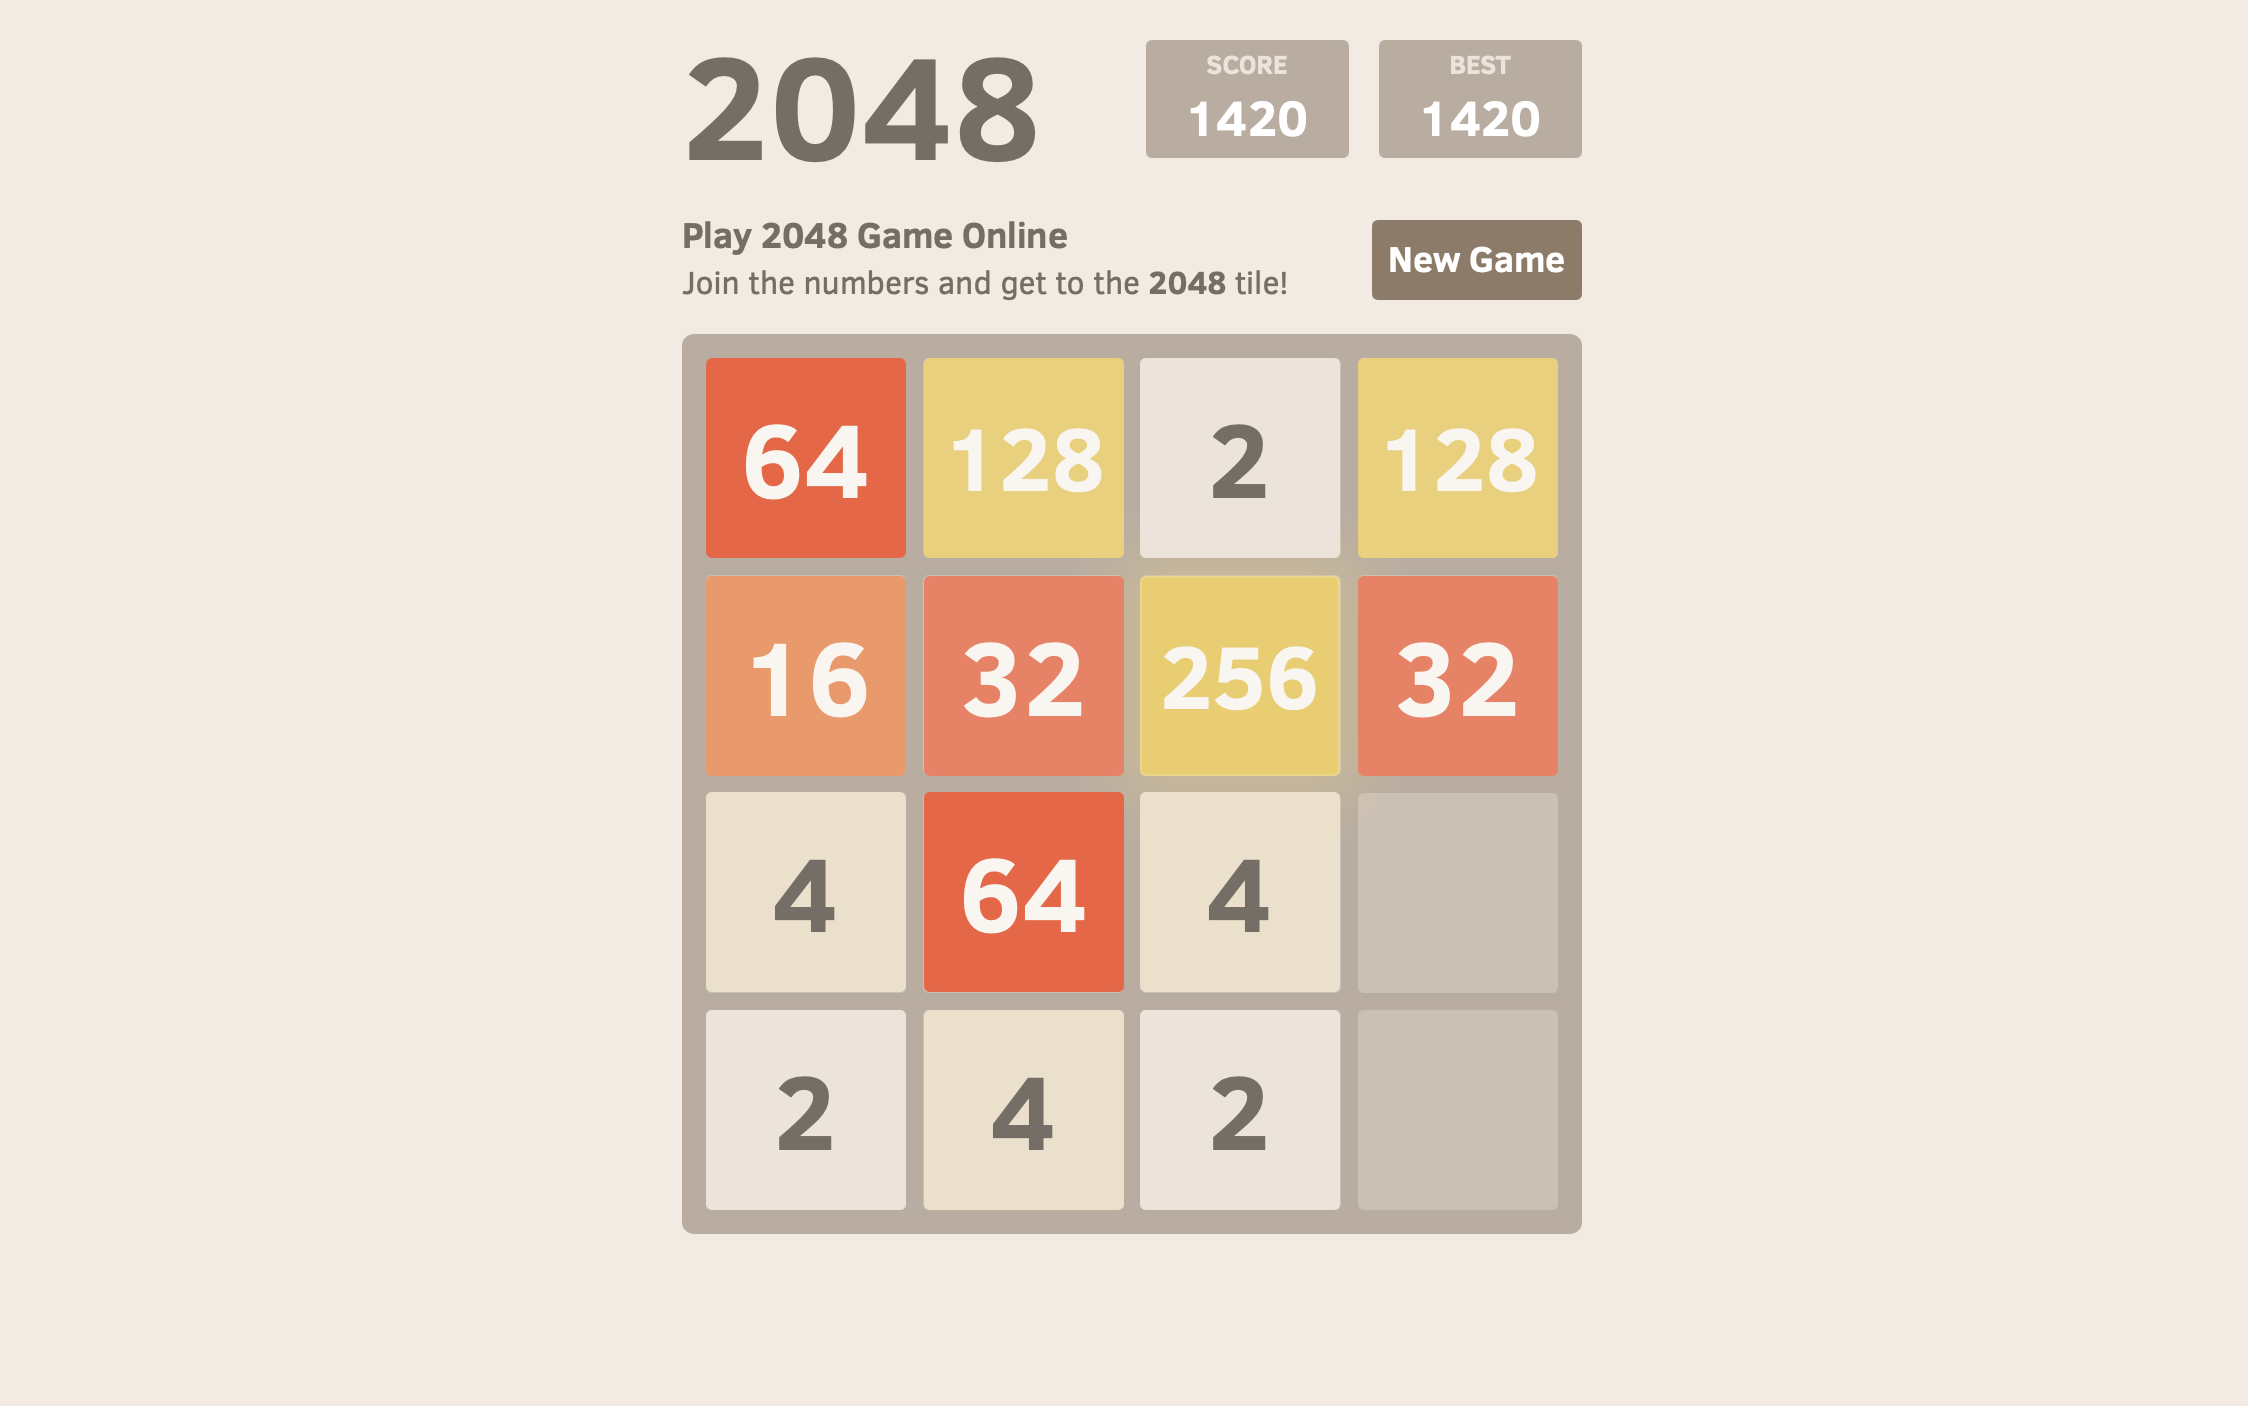 2048
SCORE
1420
BEST
1420
Play 2048 Game Online
Join the numbers and get to the 2048 tile!
New Game
64 128 2 128
16 32 256 32
4 64 4
2 4 2